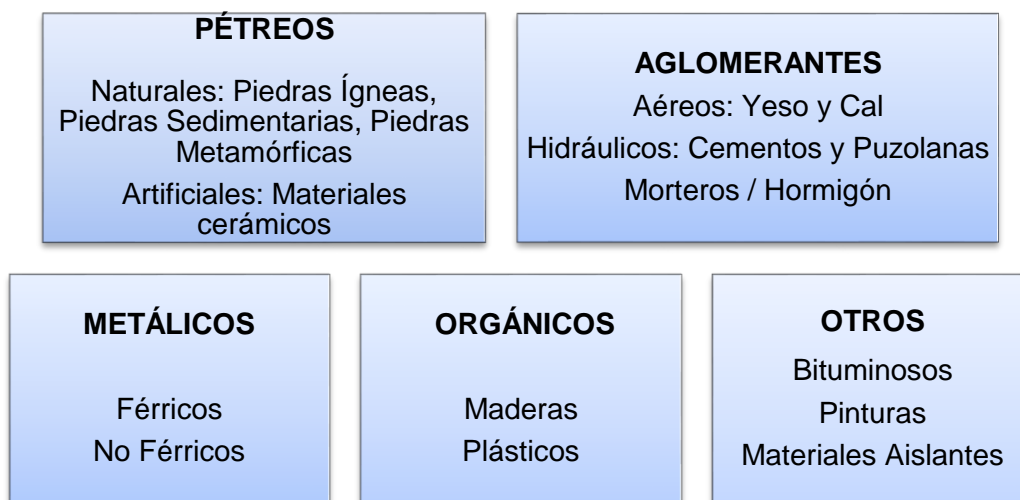 PÉTREOS
Naturales: Piedras Ígneas,
Piedras Sedimentarias, Piedras
Metamórficas
Artificiales: Materiales
cerámicos
AGLOMERANTES
Aéreos: Yeso y Cal
Hidráulicos: Cementos y Puzolanas
Morteros / Hormigón
METÁLICOS
Férricos
No Férricos
ORGÁNICOS
Maderas
Plásticos
OTROS
Bituminosos
Pinturas
Materiales Aislantes